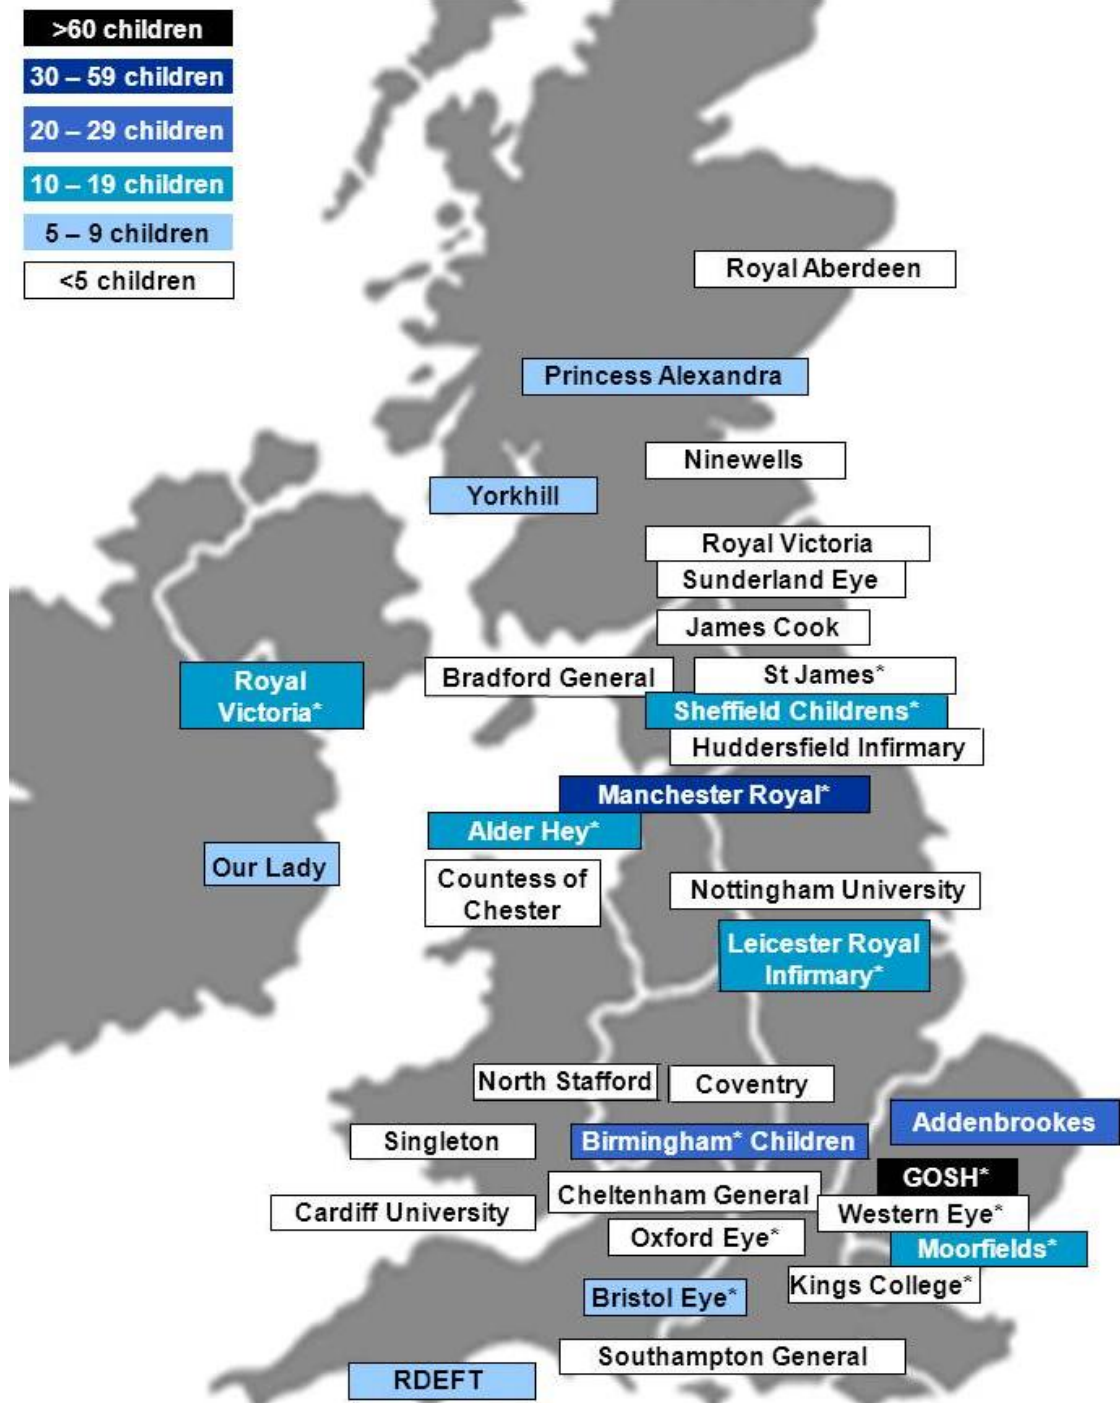 >60 children
30 – 59 children
20 – 29 children
10 – 19 children
5 – 9 children
<5 children
Royal Aberdeen
Princess Alexandra
Ninewells
Yorkhill
Royal Victoria
Sunderland Eye
James Cook
Bradford General
St James*
Royal
Victoria*
Sheffield Childrens*
Huddersfield Infirmary
Manchester Royal*
Alder Hey*
Our Lady
Countess of
Chester
Nottingham University
Leicester Royal
Infirmary*
North Stafford
Coventry
Addenbrookes
Singleton
Birmingham* Children
GOSH*
Cheltenham General
Cardiff University
Western Eye*
Oxford Eye*
Moorfields*
Kings College*
Bristol Eye*
Southampton General
RDEFT